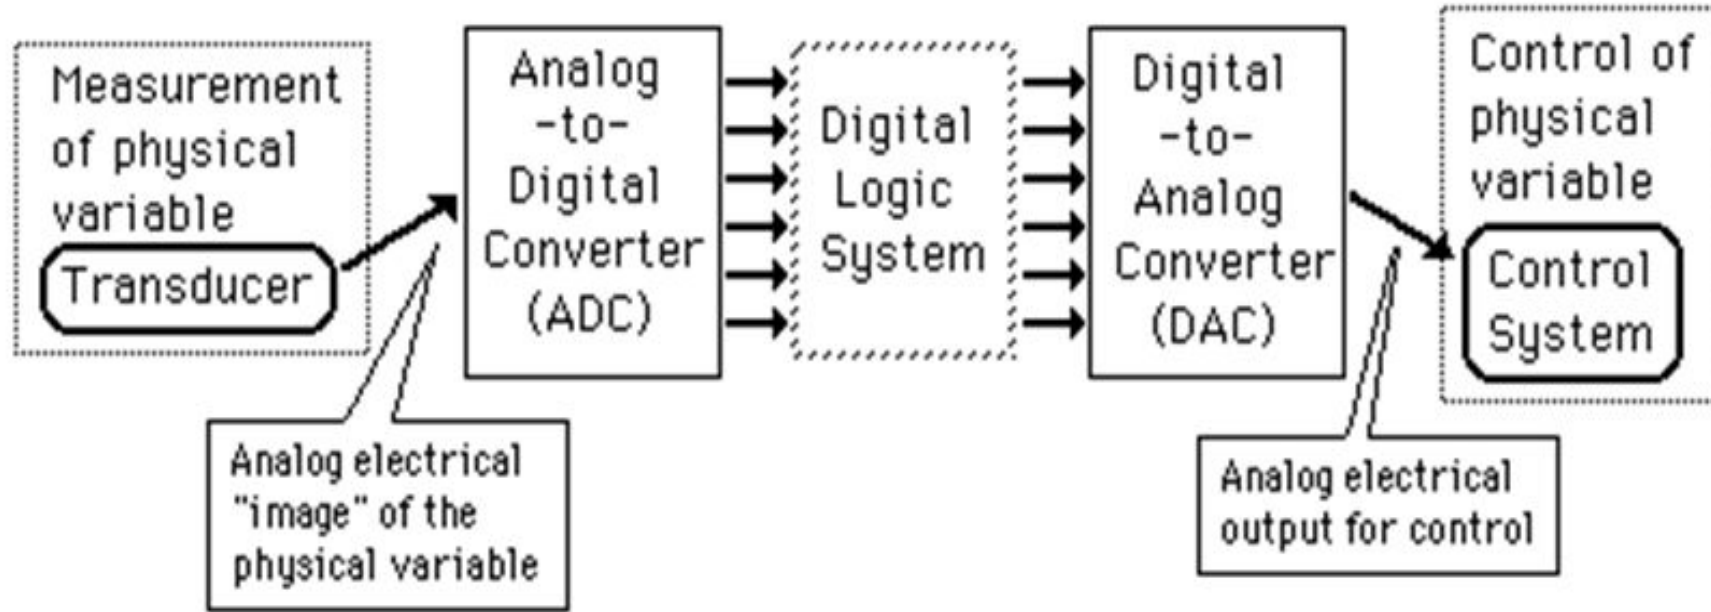 Measurement
of physical
variable
Transducer
Analog
-to-
Digital
Converter
(ADC)
Analog electrical
"image" of the
physical variable
Digital
Logic
System
Digital
-to-
Analog
Converter
(DAC)
Analog electrical
output for control
Control of
physical
variable
Control
System